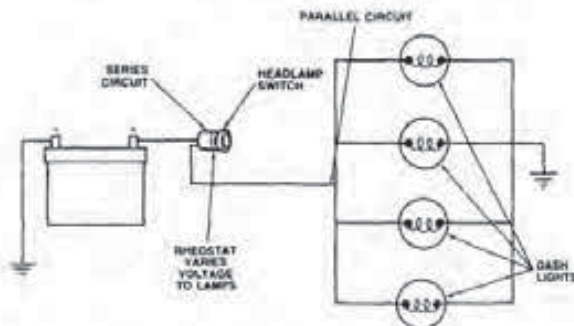 PARALLEL CIRCUIT
SERIES
CIRCUIT
HEADLAMP
SWITCH
RHEOSTAT
VARIES
VOLTAGE
TO LAMPS
DASH
LIGHTS